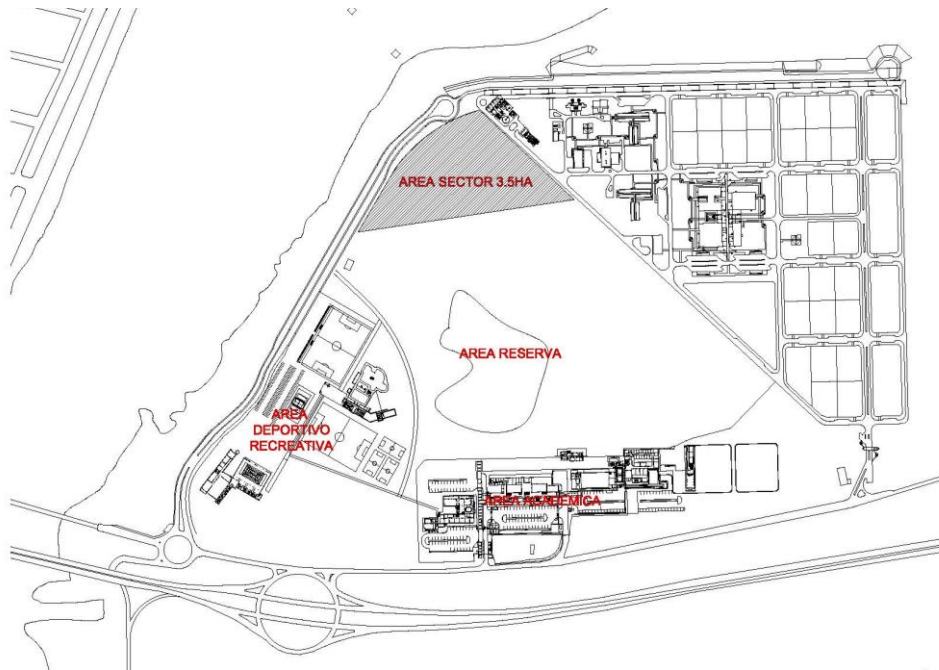 AREA SECTOR 3.5HA
AREA RESERVA
AREA
DEPORTIVO
RECREATIVA
AREA ACADEMICA